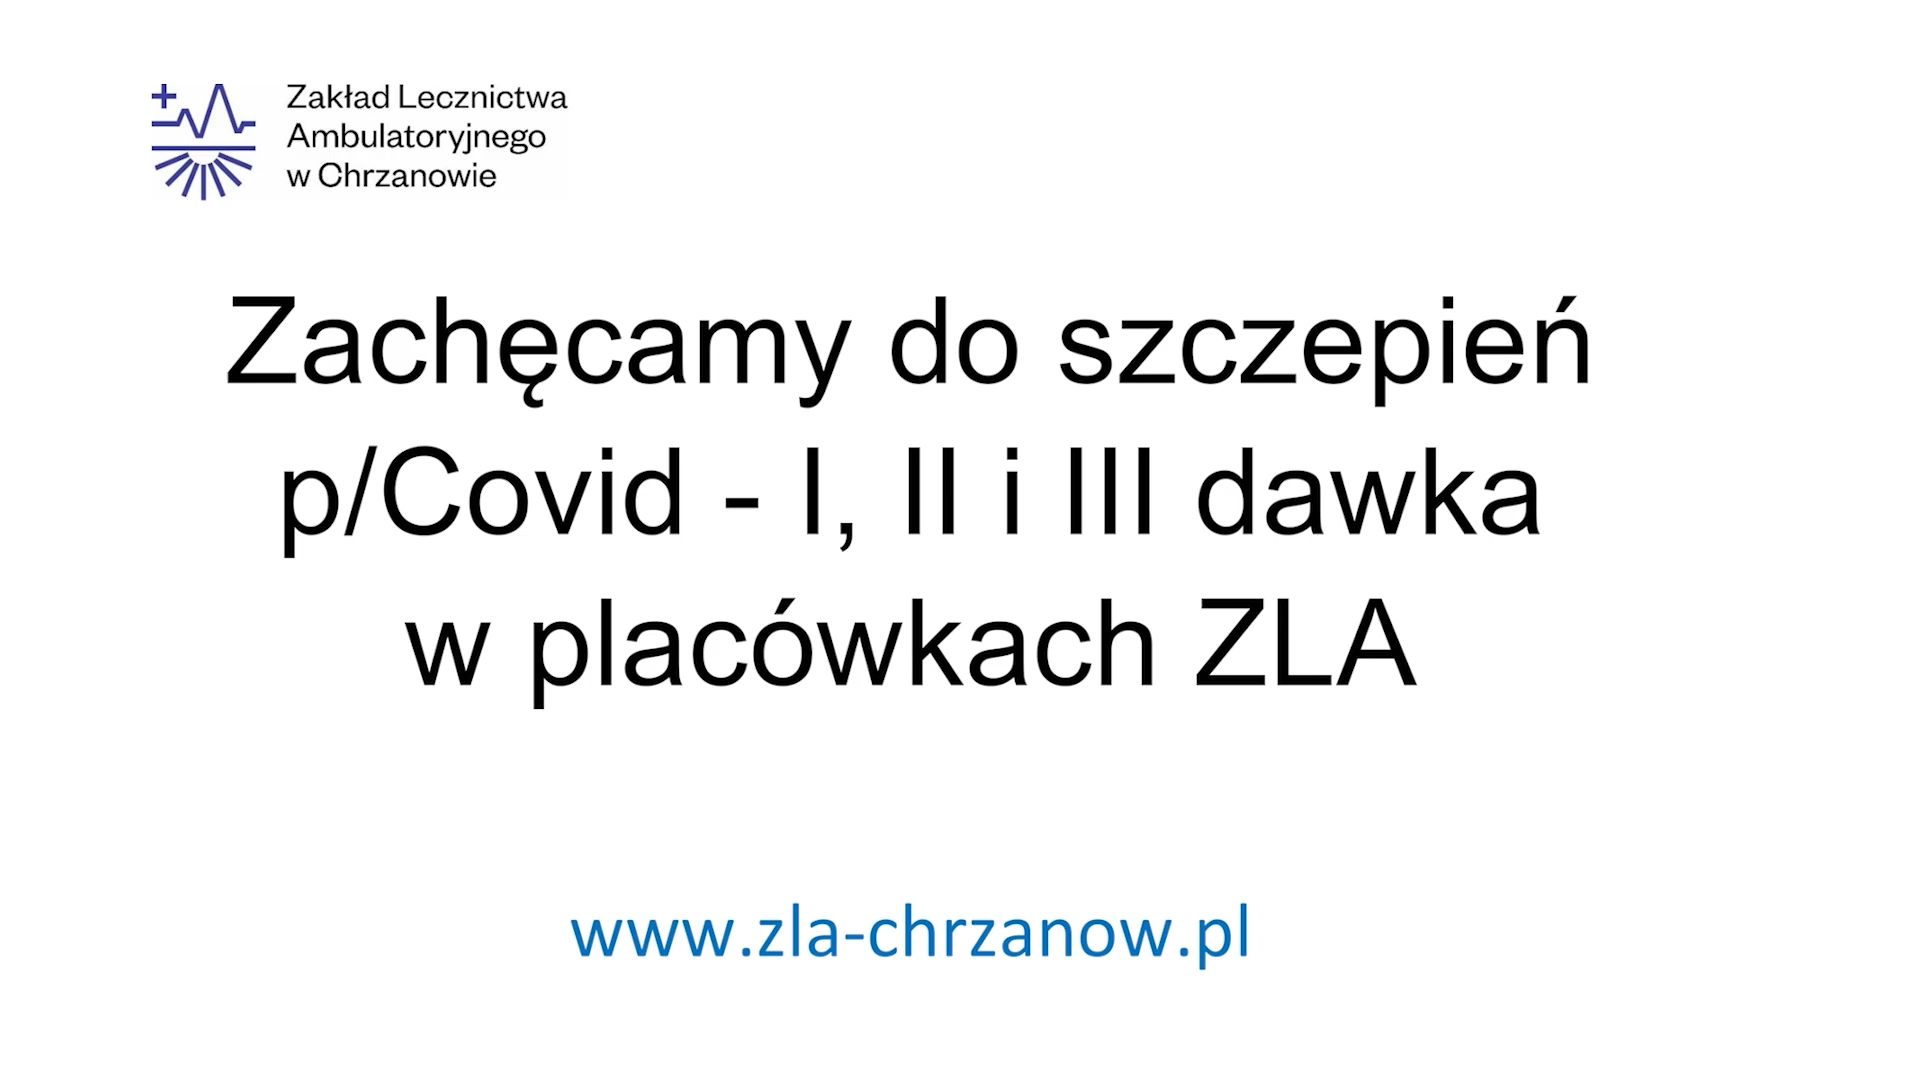 Zakład Lecznictwa
Ambulatoryjnego
w Chrzanowie
Zachęcamy do szczepień
p/Covid - I, II i III dawka
w placówkach ZLA
www.zla-chrzanow.pl